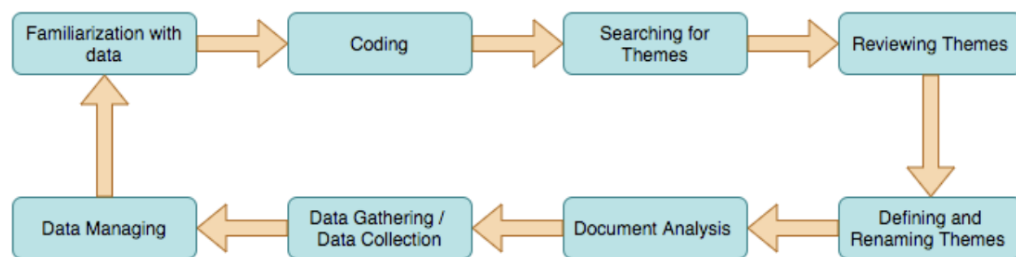 Familiarization with
data
Coding
Searching for
Themes
Reviewing Themes
Data Managing
Data Gathering /
Data Collection
Document Analysis
Defining and
Renaming Themes